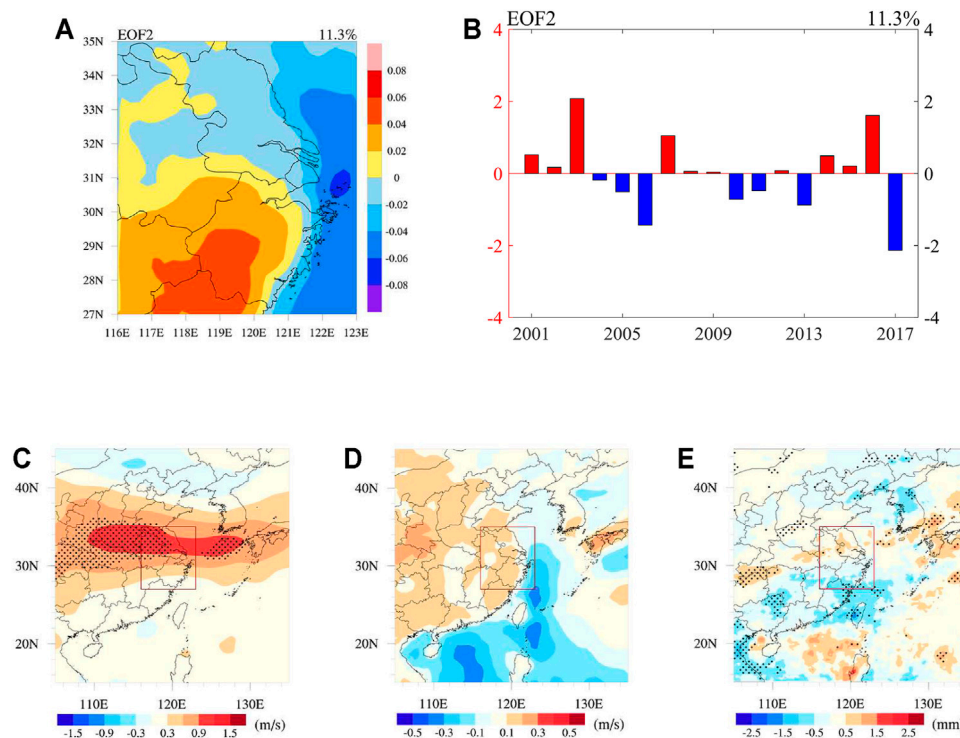 A
EOF2 11.3%
35N
34N
33N
32N
31N
30N
29N
28N
27N
116E 117E 118E 119E 120E 121E 122E 123E
0.08
0.06
0.04
0.02
0
-0.02
-0.04
-0.06
-0.08
B
EOF2 11.3%
4 4
2 2
0 0
-2 -2
-4 -4
2001 2005 2009 2013 2017
C
40N
30N
20N
110E 120E 130E
-1.5 -0.9 -0.3 0.3 0.9 1.5 (m/s)
D
40N
30N
20N
110E 120E 130E
-0.5 -0.3 -0.1 0.1 0.3 0.5 (m/s)
E
40N
30N
20N
110E 120E 130E
-2.5 -1.5 -0.5 0.5 1.5 2.5 (mm)